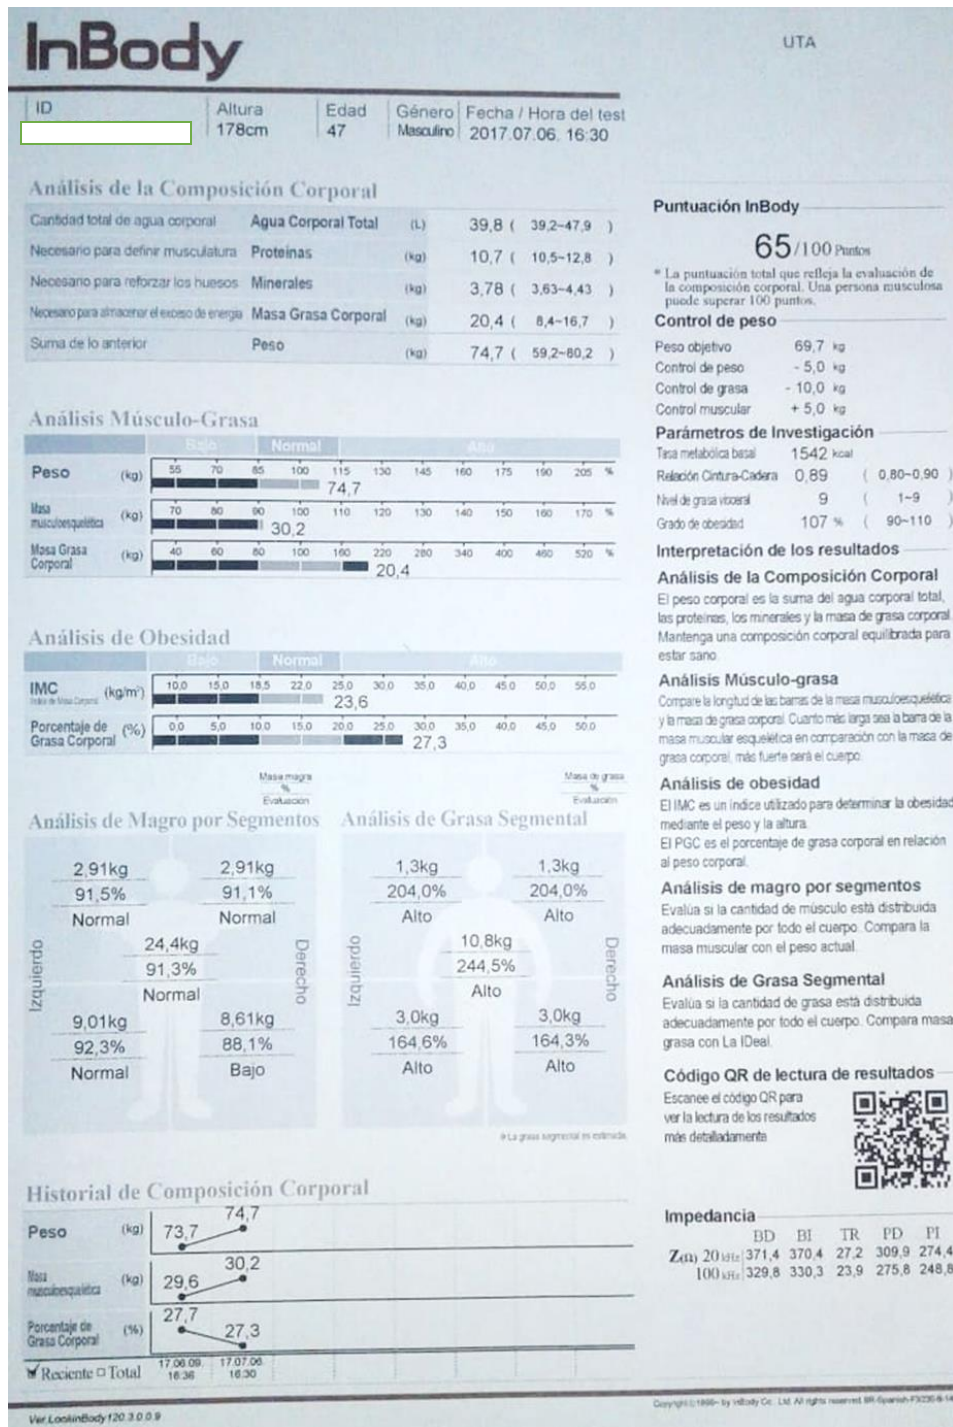 InBody
UTA
ID Altura Edad Género Fecha / Hora del test
178cm 47 Masculino 2017.07.06. 16:30
Análisis de la Composición Corporal
Cantidad total de agua corporal Agua Corporal Total (L) 39,8 ( 39,2~47,9 )
Necesario para definir musculatura Proteinas (kg) 10,7 ( 10,5~12,8 )
Necesario para reforzar los huesos Minerales (kg) 3,78 ( 3,63~4,43 )
Necesario para almacenar el exceso de energía Masa Grasa Corporal (kg) 20,4 ( 8,4~16,7 )
Suma de lo anterior Peso (kg) 74,7 ( 59,2~80,2 )
Análisis Músculo-Grasa
Bajo Normal Alto
Peso (kg) 55 70 85 100 115 130 145 160 175 190 205 %
74,7
Masa musculoesquelética (kg) 70 80 90 100 110 120 130 140 150 160 170 %
30,2
Masa Grasa Corporal (kg) 40 60 80 100 160 220 280 340 400 460 520 %
20,4
Análisis de Obesidad
Bajo Normal Alto
IMC (kg/m²) 10,0 15,0 18,5 22,0 25,0 30,0 35,0 40,0 45,0 50,0 55,0
Índice de Masa Corporal
23,6
Porcentaje de Grasa Corporal (%) 0,0 5,0 10,0 15,0 20,0 25,0 30,0 35,0 40,0 45,0 50,0
27,3
Masa magra
%
Evaluación
Análisis de Magro por Segmentos
2,91kg 2,91kg
91,5% 91,1%
Normal Normal
24,4kg
91,3%
Normal
Izquierdo Derecho
9,01kg 8,61kg
92,3% 88,1%
Normal Bajo
Masa de grasa
%
Evaluación
Análisis de Grasa Segmental
1,3kg 1,3kg
204,0% 204,0%
Alto Alto
10,8kg
244,5%
Alto
Izquierdo Derecho
3,0kg 3,0kg
164,6% 164,3%
Alto Alto
* La grasa segmental es estimada.
Historial de Composición Corporal
Peso (kg) 73,7 74,7
Masa musculoesquelética (kg) 29,6 30,2
Porcentaje de Grasa Corporal (%) 27,7 27,3
Reciente Total 17.06.09. 17.07.06.
16:36 16:30
Ver.LookinBody120.3.0.0.9
Puntuación InBody
65/100 Puntos
* La puntuación total que refleja la evaluación de
la composición corporal. Una persona musculosa
puede superar 100 puntos.
Control de peso
Peso objetivo 69,7 kg
Control de peso - 5,0 kg
Control de grasa - 10,0 kg
Control muscular + 5,0 kg
Parámetros de Investigación
Tasa metabólica basal 1542 kcal
Relación Cintura-Cadera 0,89 ( 0,80~0,90 )
Nivel de grasa visceral 9 ( 1~9 )
Grado de obesidad 107 % ( 90~110 )
Interpretación de los resultados
Análisis de la Composición Corporal
El peso corporal es la suma del agua corporal total,
las proteínas, los minerales y la masa de grasa corporal.
Mantenga una composición corporal equilibrada para
estar sano.
Análisis Músculo-grasa
Compare la longitud de las barras de la masa musculoesquelética
y la masa de grasa corporal. Cuanto más larga sea la barra de la
masa muscular esquelética en comparación con la masa de
grasa corporal, más fuerte será el cuerpo.
Análisis de obesidad
El IMC es un índice utilizado para determinar la obesidad
mediante el peso y la altura.
El PGC es el porcentaje de grasa corporal en relación
al peso corporal.
Análisis de magro por segmentos
Evalúa si la cantidad de músculo está distribuida
adecuadamente por todo el cuerpo. Compara la
masa muscular con el peso actual.
Análisis de Grasa Segmental
Evalúa si la cantidad de grasa está distribuida
adecuadamente por todo el cuerpo. Compara masa
grasa con La IDeal.
Código QR de lectura de resultados
Escanee el código QR para
ver la lectura de los resultados
más detalladamente
Impedancia
BD BI TR PD PI
Z(Ω) 20 kHz 371,4 370,4 27,2 309,9 274,4
100 kHz 329,8 330,3 23,9 275,8 248,8
Copyright©1996~ by InBody Co., Ltd. All rights reserved.